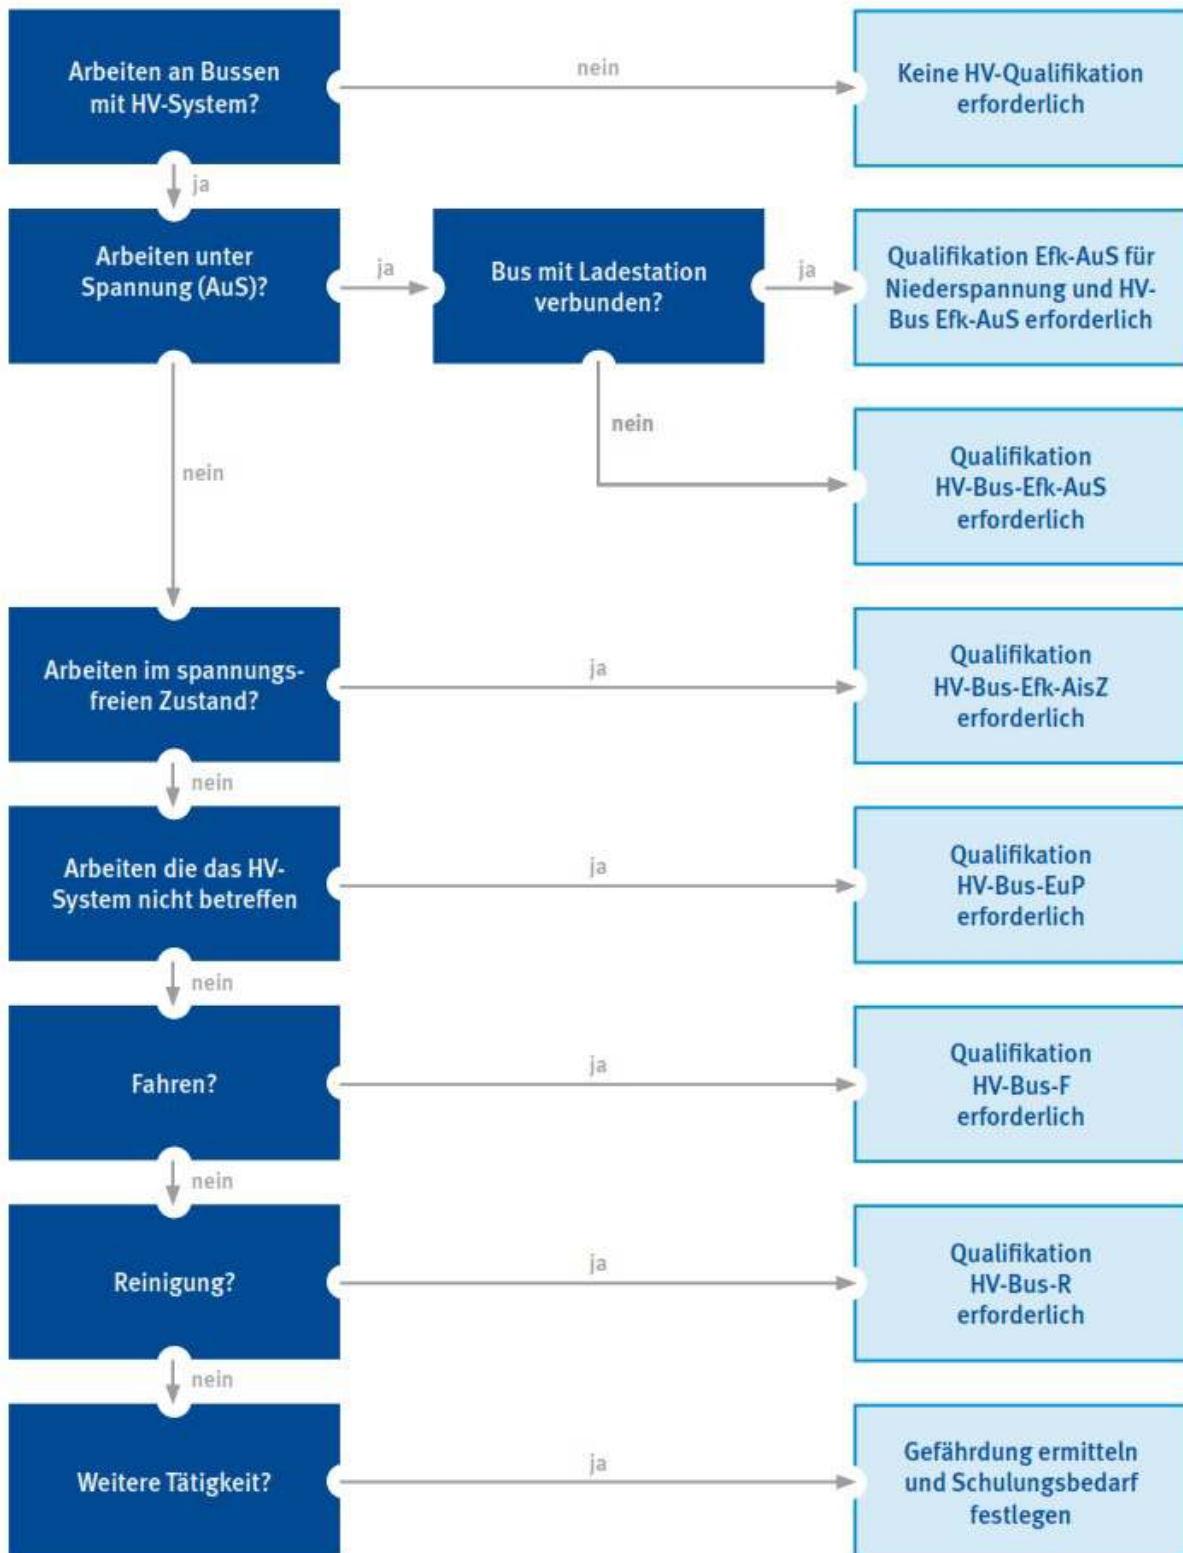 Arbeiten an Bussen
mit HV-System?
nein
Keine HV-Qualifikation
erforderlich
ja
Arbeiten unter
Spannung (AuS)?
ja
Bus mit Ladestation
verbunden?
ja
Qualifikation Efk-AuS für
Niederspannung und HV-
Bus Efk-AuS erforderlich
nein
Qualifikation
HV-Bus-Efk-AuS
erforderlich
nein
Arbeiten im spannungs-
freien Zustand?
ja
Qualifikation
HV-Bus-Efk-AisZ
erforderlich
nein
Arbeiten die das HV-
System nicht betreffen
ja
Qualifikation
HV-Bus-EuP
erforderlich
nein
Fahren?
ja
Qualifikation
HV-Bus-F
erforderlich
nein
Reinigung?
ja
Qualifikation
HV-Bus-R
erforderlich
nein
Weitere Tätigkeit?
ja
Gefährdung ermitteln
und Schulungsbedarf
festlegen